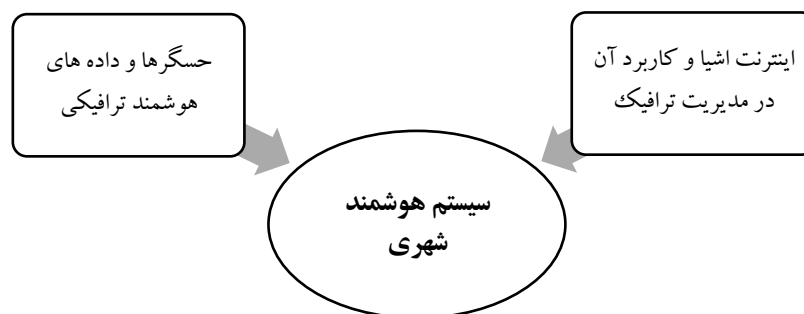 اینترنت اشیا و کاربرد آن
در مدیریت ترافیک
حسگرها و داده های
هوشمند ترافیکی
سیستم هوشمند
شهری